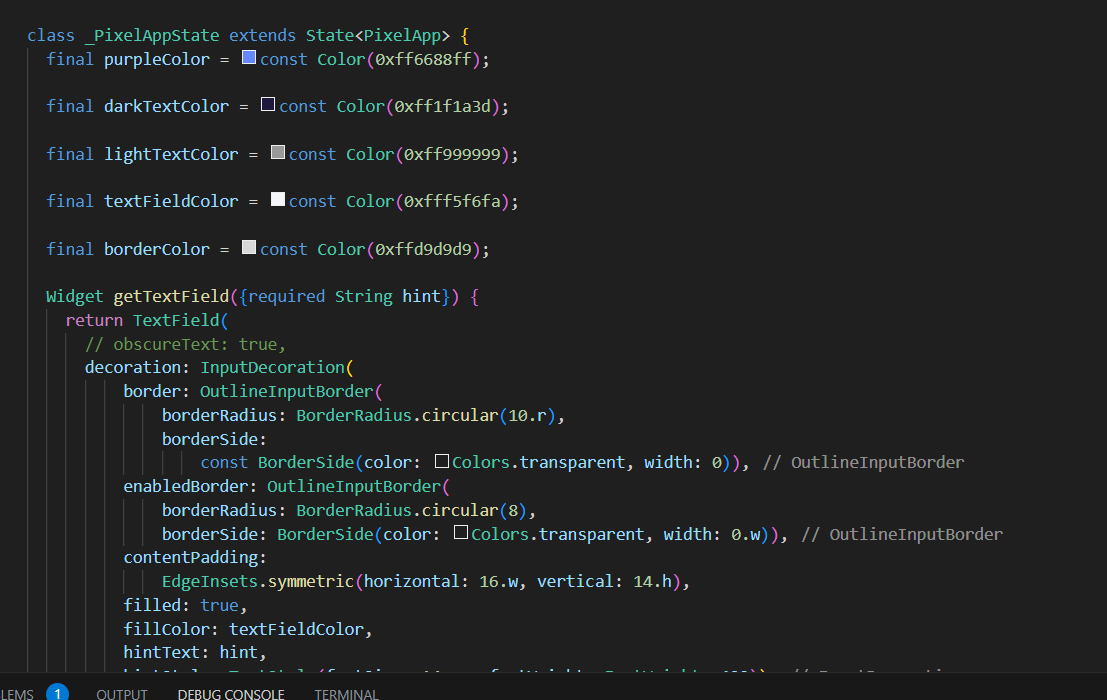 class _PixelAppState extends State<PixelApp> {
final purpleColor = const Color(0xff6688ff);
final darkTextColor = const Color(0xff1f1a3d);
final lightTextColor = const Color(0xff999999);
final textFieldColor = const Color(0xfff5f6fa);
final borderColor = const Color(0xffd9d9d9);
Widget getTextField({required String hint}) {
return TextField(
// obscureText: true,
decoration: InputDecoration(
border: OutlineInputBorder(
borderRadius: BorderRadius.circular(10.r),
borderSide:
const BorderSide(color: Colors.transparent, width: 0)), // OutlineInputBorder
enabledBorder: OutlineInputBorder(
borderRadius: BorderRadius.circular(8),
borderSide: BorderSide(color: Colors.transparent, width: 0.w)), // OutlineInputBorder
contentPadding:
EdgeInsets.symmetric(horizontal: 16.w, vertical: 14.h),
filled: true,
fillColor: textFieldColor,
hintText: hint,
LEMS 1 OUTPUT DEBUG CONSOLE TERMINAL